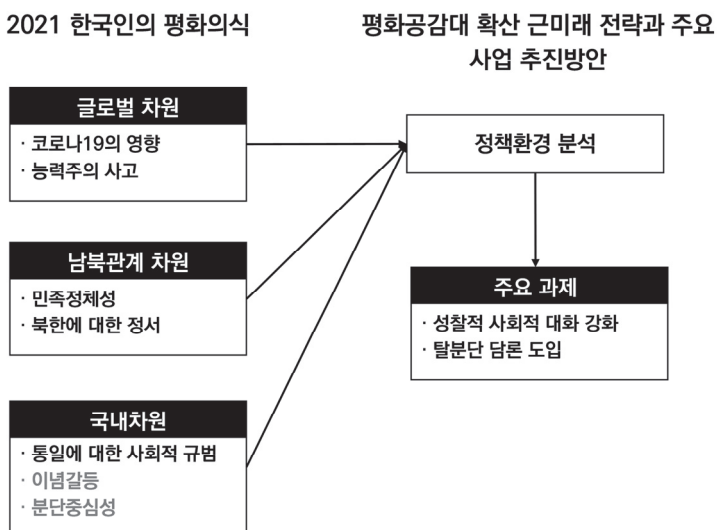 2021 한국인의 평화의식
평화공감대 확산 근미래 전략과 주요
사업 추진방안
글로벌 차원
· 코로나19의 영향
· 능력주의 사고
정책환경 분석
남북관계 차원
· 민족정체성
· 북한에 대한 정서
주요 과제
· 성찰적 사회적 대화 강화
· 탈분단 담론 도입
국내차원
· 통일에 대한 사회적 규범
· 이념갈등
· 분단중심성